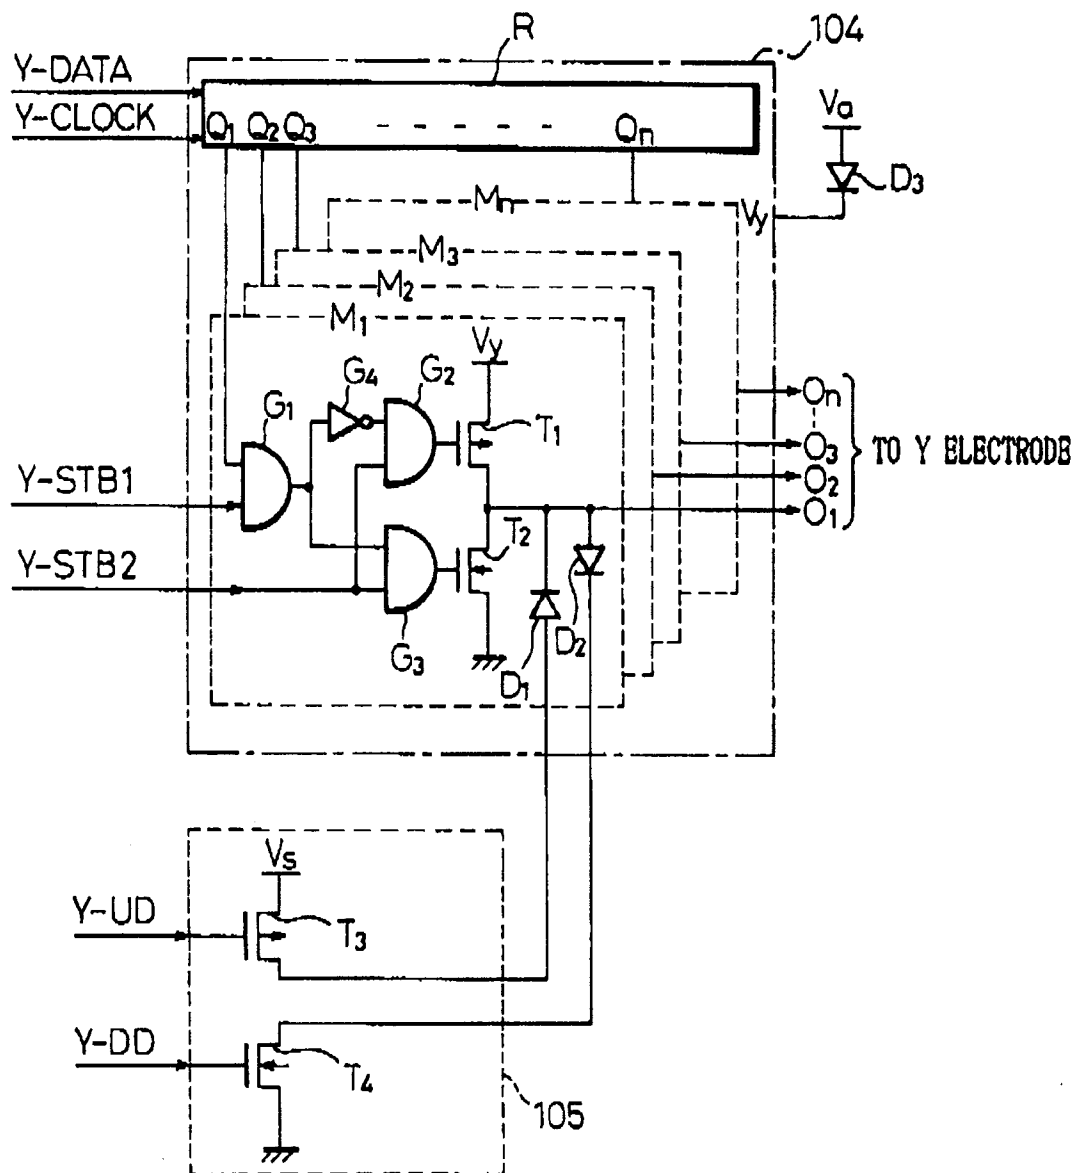 R
104
Y-DATA
Y-CLOCK
Q1 Q2 Q3 - - - - - Qn
Va
D3
Vy
Mn
M3
M2
M1
Vy
G4
G2
G1
T1
On
O3
O2
O1
TO Y ELECTRODE
Y-STB1
Y-STB2
T2
G3
D2
D1
Vs
Y-UD
T3
Y-DD
T4
105